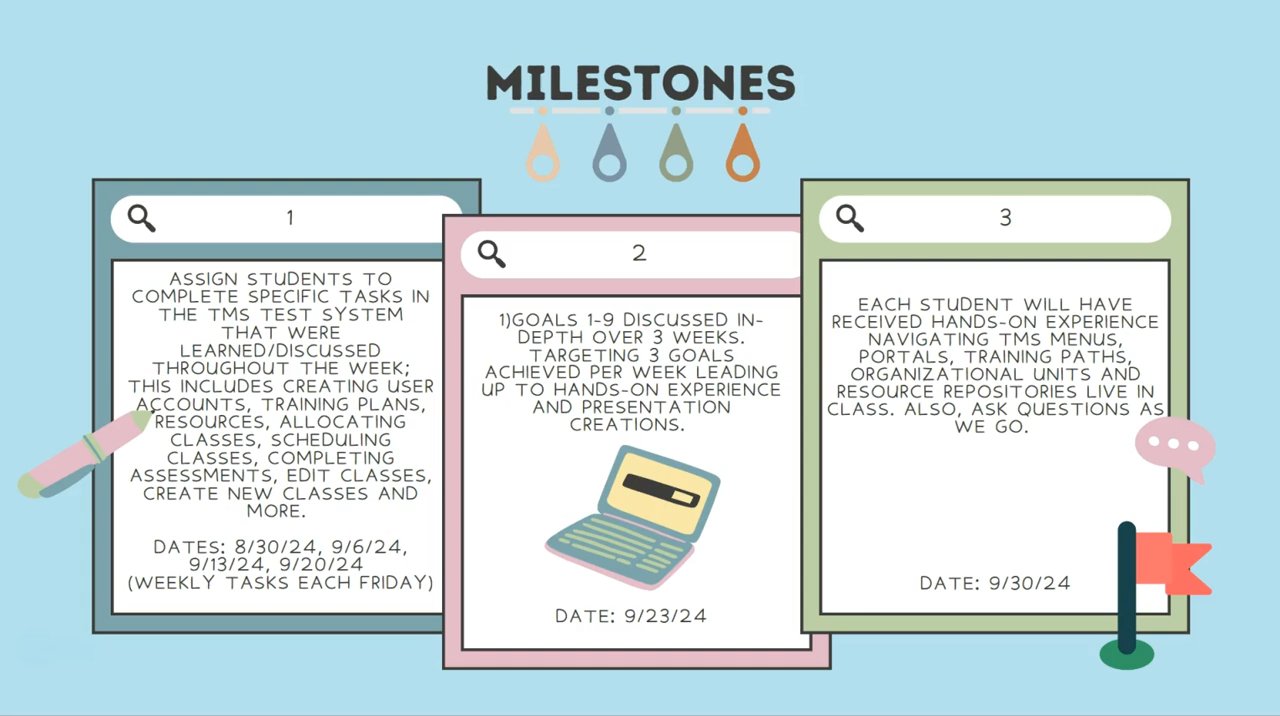 MILESTONES
1
ASSIGN STUDENTS TO
COMPLETE SPECIFIC TASKS IN
THE TMS TEST SYSTEM
THAT WERE
LEARNED/DISCUSSED
THROUGHOUT THE WEEK;
THIS INCLUDES CREATING USER
ACCOUNTS, TRAINING PLANS,
RESOURCES, ALLOCATING
CLASSES, SCHEDULING
CLASSES, COMPLETING
ASSESSMENTS, EDIT CLASSES,
CREATE NEW CLASSES AND
MORE.
DATES: 8/30/24, 9/6/24,
9/13/24, 9/20/24
(WEEKLY TASKS EACH FRIDAY)
2
1)GOALS 1-9 DISCUSSED IN-
DEPTH OVER 3 WEEKS.
TARGETING 3 GOALS
ACHIEVED PER WEEK LEADING
UP TO HANDS-ON EXPERIENCE
AND PRESENTATION
CREATIONS.
DATE: 9/23/24
3
EACH STUDENT WILL HAVE
RECEIVED HANDS-ON EXPERIENCE
NAVIGATING TMS MENUS,
PORTALS, TRAINING PATHS,
ORGANIZATIONAL UNITS AND
RESOURCE REPOSITORIES LIVE IN
CLASS. ALSO, ASK QUESTIONS AS
WE GO.
DATE: 9/30/24